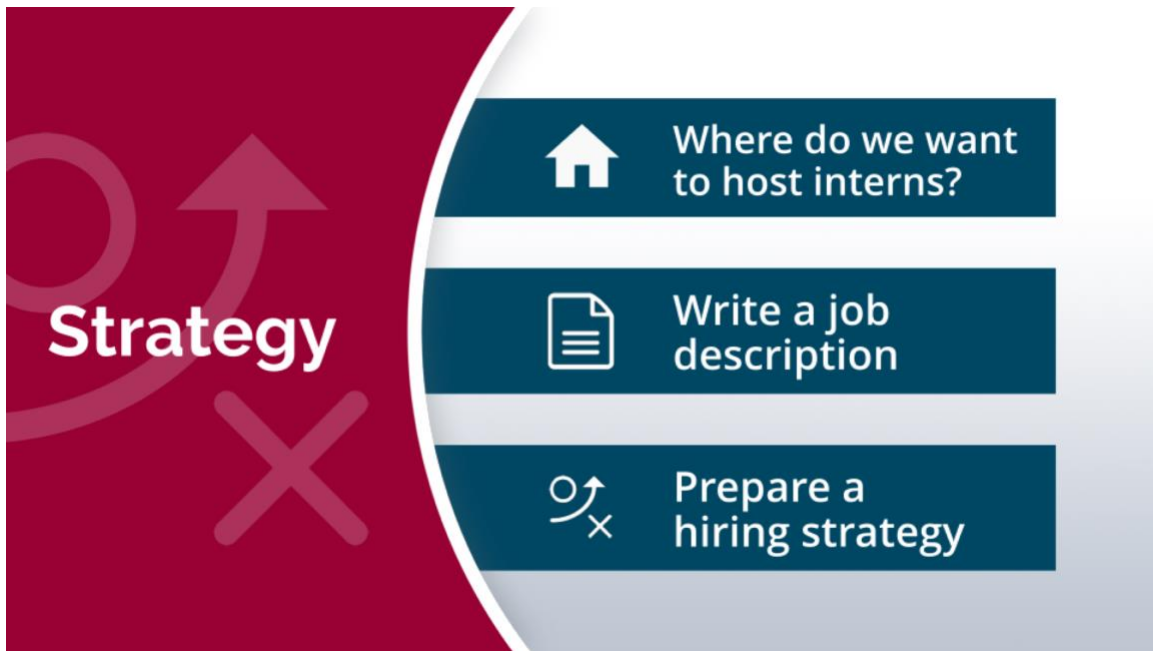 Strategy
Where do we want
to host interns?
Write a job
description
Prepare a
hiring strategy